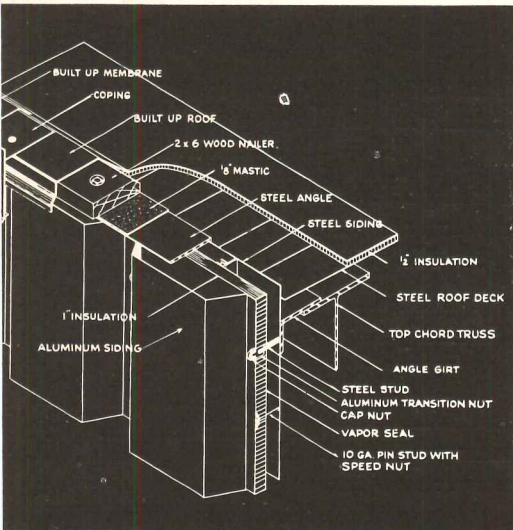 BUILT UP MEMBRANE
COPING
BUILT UP ROOF
2 x 6 WOOD NAILER.
1/8" MASTIC
STEEL ANGLE
STEEL SIDING
1/2" INSULATION
STEEL ROOF DECK
TOP CHORD TRUSS
ANGLE GIRT
1" INSULATION
ALUMINUM SIDING
STEEL STUD
ALUMINUM TRANSITION NUT
CAP NUT
VAPOR SEAL
10 GA. PIN STUD WITH
SPEED NUT